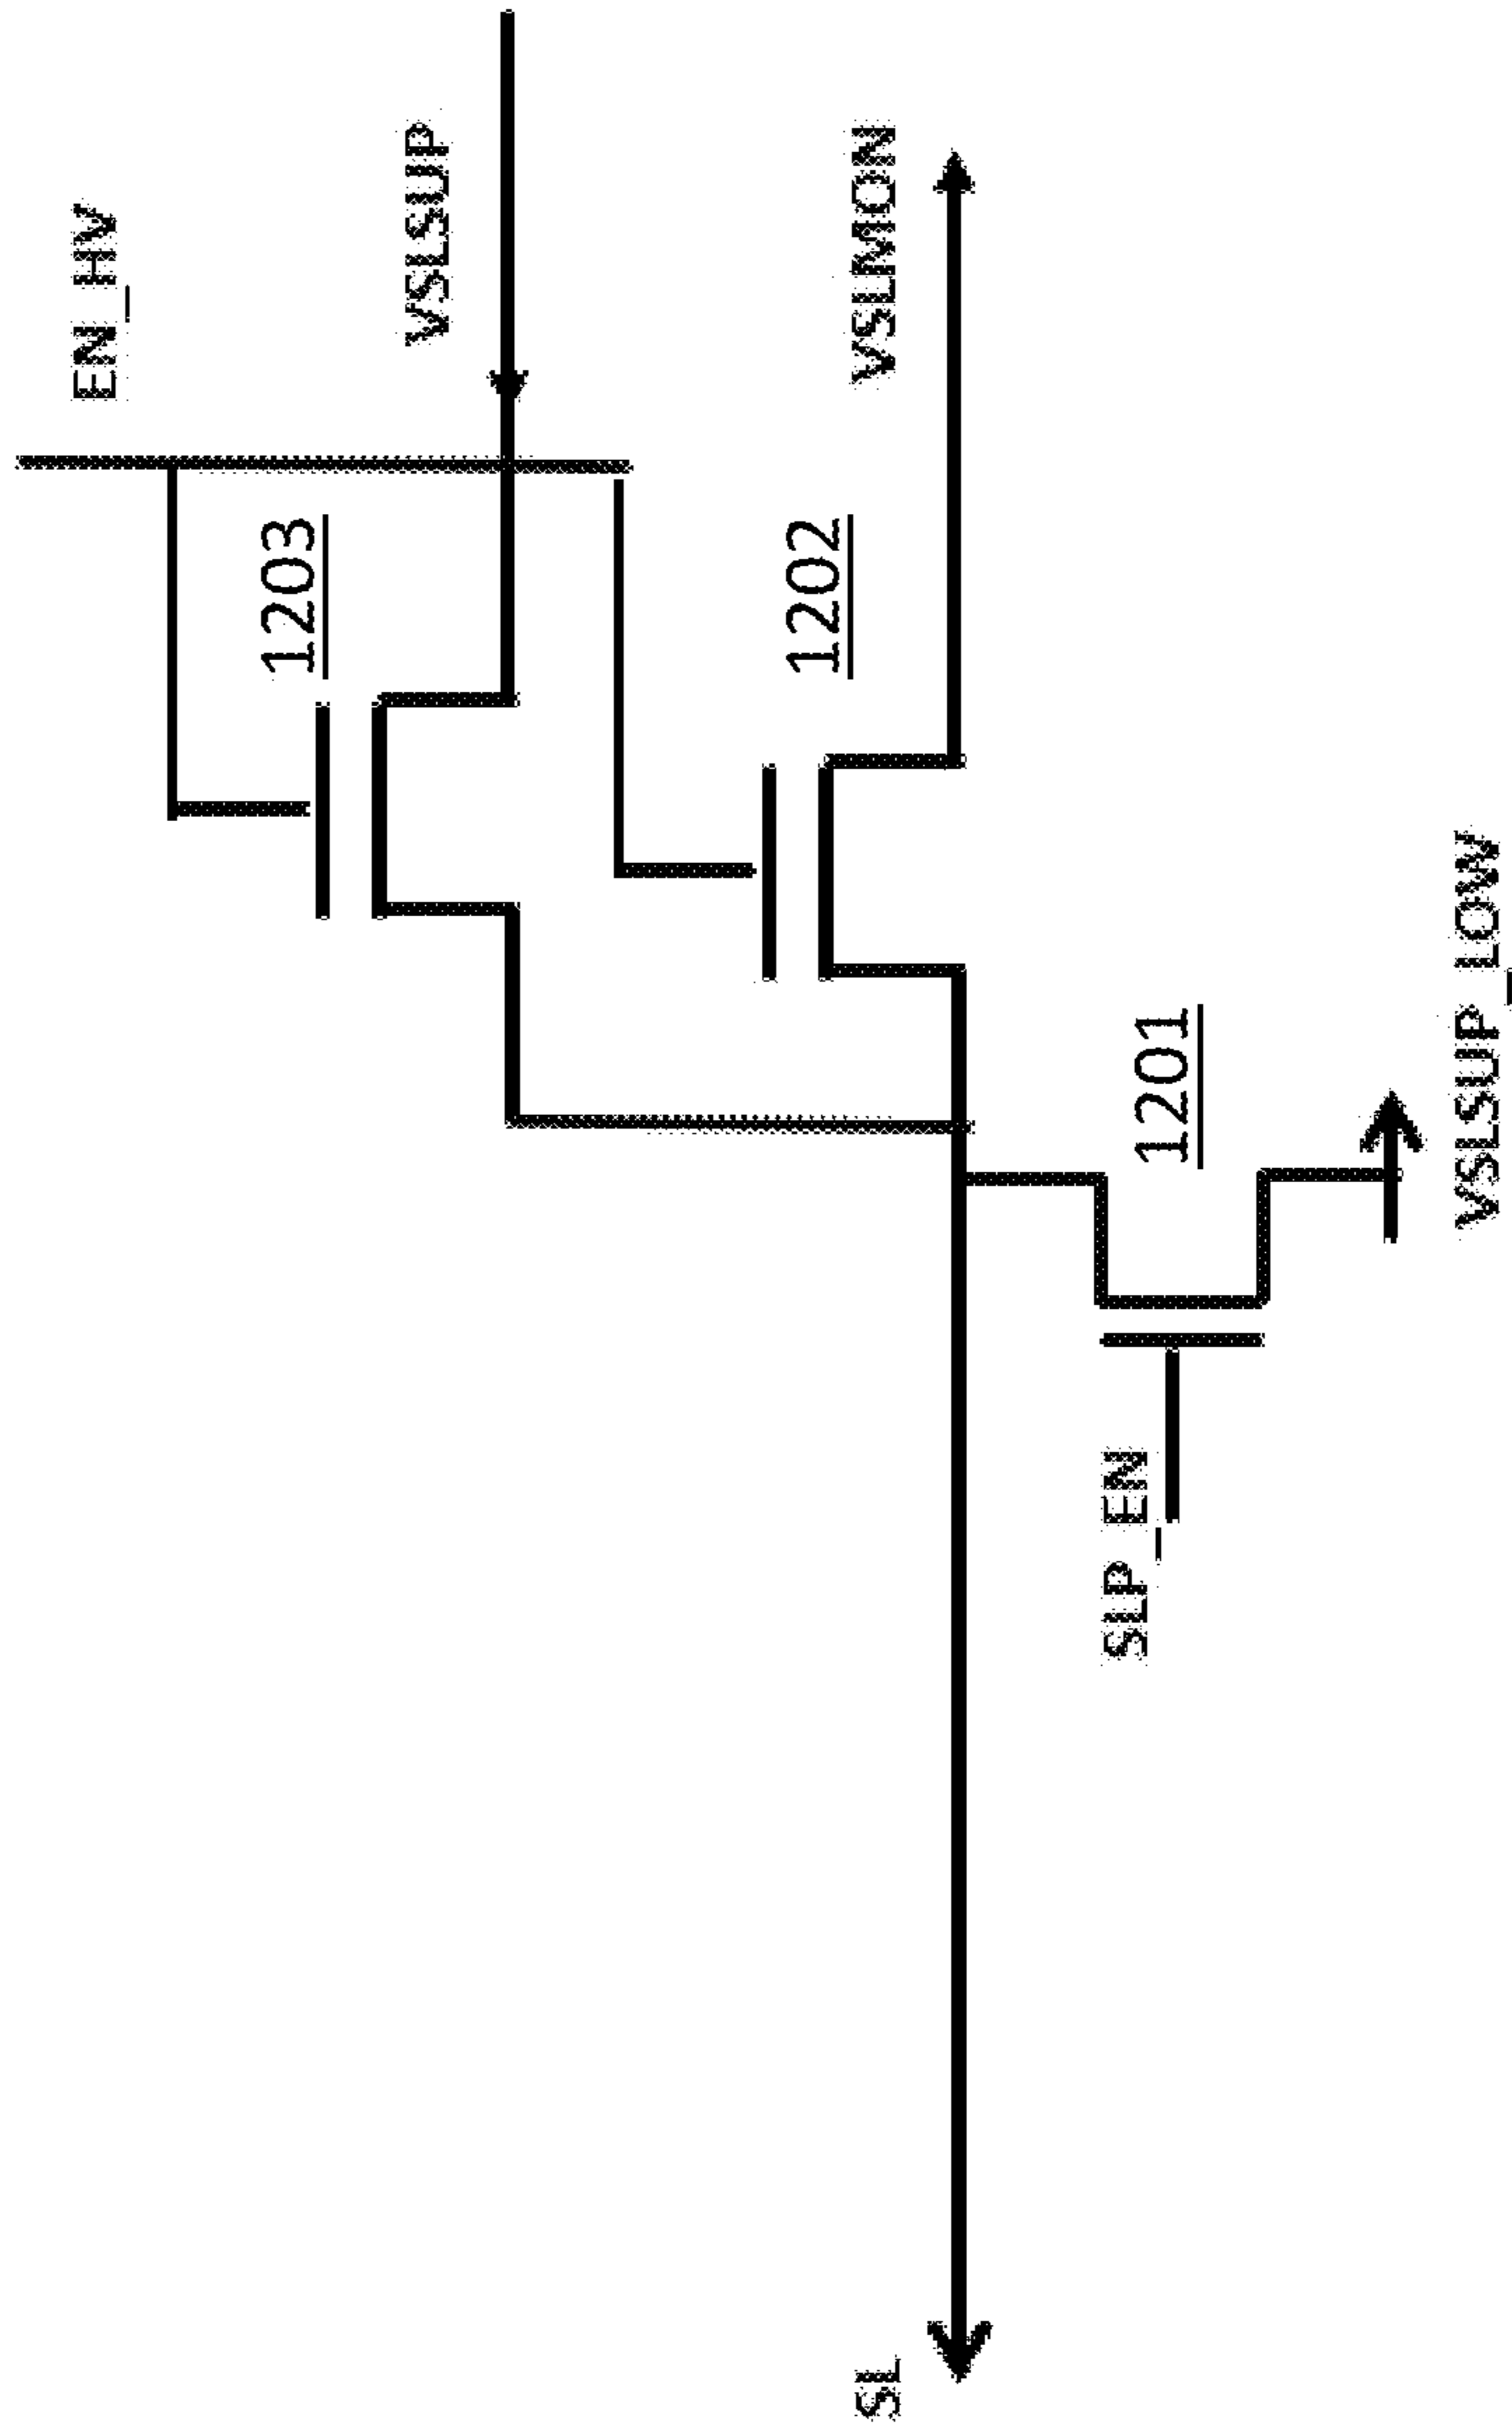 EN_HV
VSLSUP
1203
VSLMON
1202
1201
SLP_EN
VSLSUP_LOW
SL